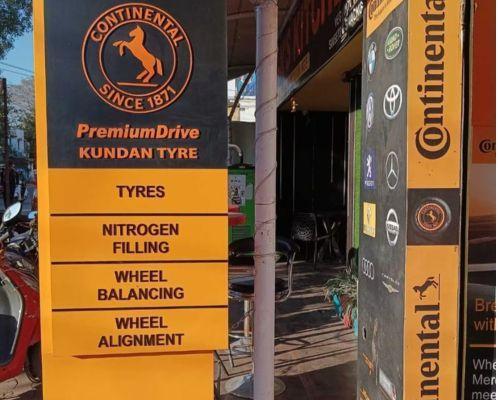 CONTINENTAL
SINCE 1871
PremiumDrive
KUNDAN TYRE
TYRES
NITROGEN
FILLING
WHEEL
BALANCING
WHEEL
ALIGNMENT
Continental
Continental